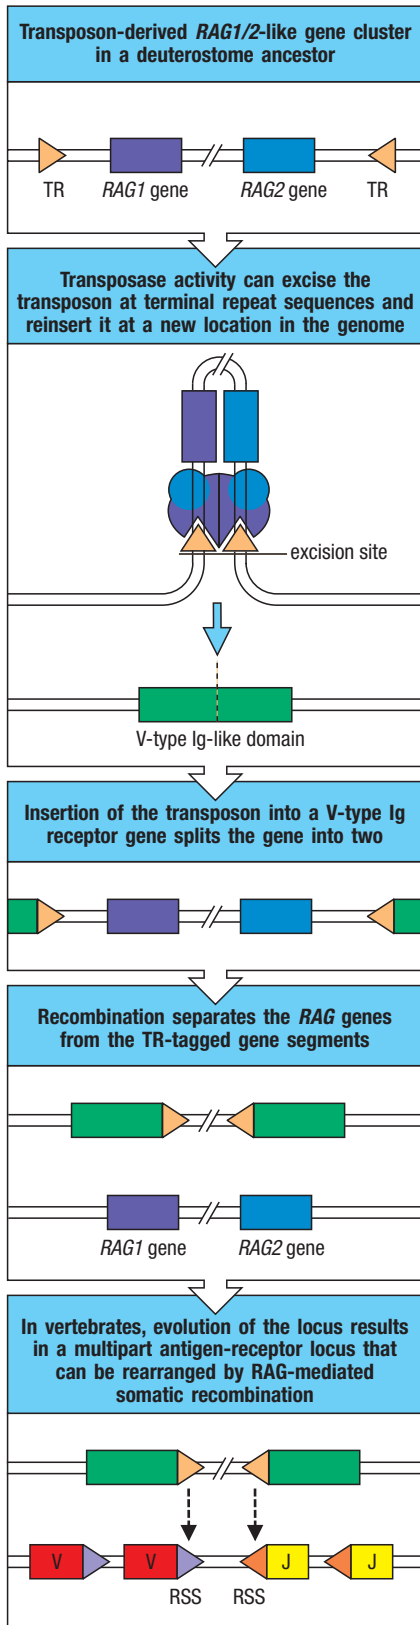 Transposon-derived RAG1/2-like gene cluster
in a deuterostome ancestor
TR
RAG1 gene
RAG2 gene
TR
Transposase activity can excise the
transposon at terminal repeat sequences and
reinsert it at a new location in the genome
excision site
V-type Ig-like domain
Insertion of the transposon into a V-type Ig
receptor gene splits the gene into two
Recombination separates the RAG genes
from the TR-tagged gene segments
RAG1 gene
RAG2 gene
In vertebrates, evolution of the locus results
in a multipart antigen-receptor locus that
can be rearranged by RAG-mediated
somatic recombination
V
V
J
J
RSS
RSS